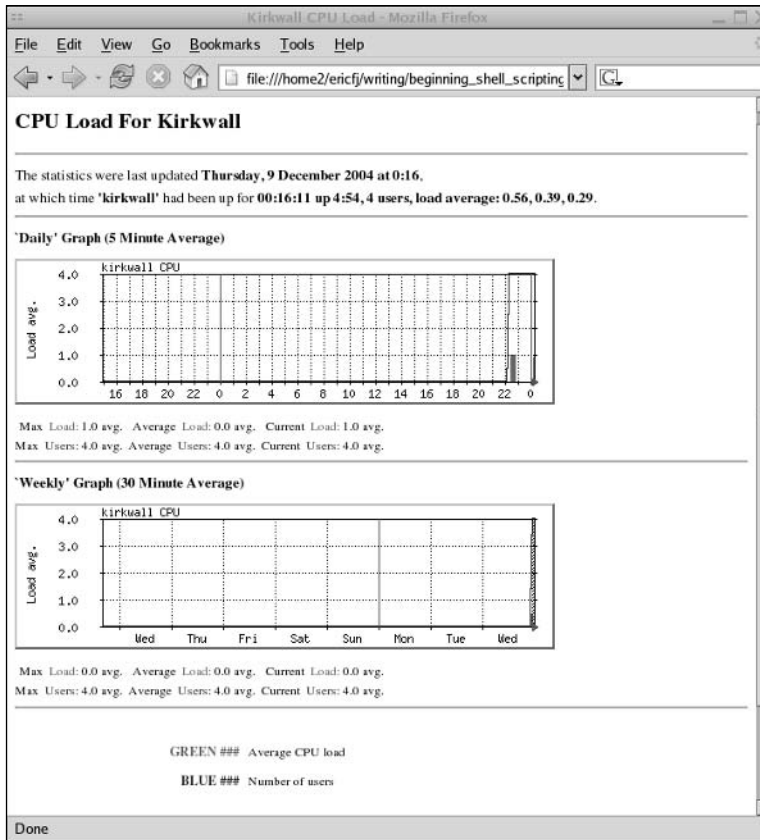 Kirkwall CPU Load - Mozilla Firefox
File Edit View Go Bookmarks Tools Help
file:///home2/ericfj/writing/beginning_shell_scripting
G
CPU Load For Kirkwall
The statistics were last updated Thursday, 9 December 2004 at 0:16,
at which time 'kirkwall' had been up for 00:16:11 up 4:54, 4 users, load average: 0.56, 0.39, 0.29.
`Daily' Graph (5 Minute Average)
kirkwall CPU
4.0
3.0
2.0
1.0
0.0
Load avg.
16 18 20 22 0 2 4 6 8 10 12 14 16 18 20 22 0
Max Load: 1.0 avg. Average Load: 0.0 avg. Current Load: 1.0 avg.
Max Users: 4.0 avg. Average Users: 4.0 avg. Current Users: 4.0 avg.
`Weekly' Graph (30 Minute Average)
kirkwall CPU
4.0
3.0
2.0
1.0
0.0
Load avg.
Wed Thu Fri Sat Sun Mon Tue Wed
Max Load: 0.0 avg. Average Load: 0.0 avg. Current Load: 0.0 avg.
Max Users: 4.0 avg. Average Users: 4.0 avg. Current Users: 4.0 avg.
GREEN ### Average CPU load
BLUE ### Number of users
Done